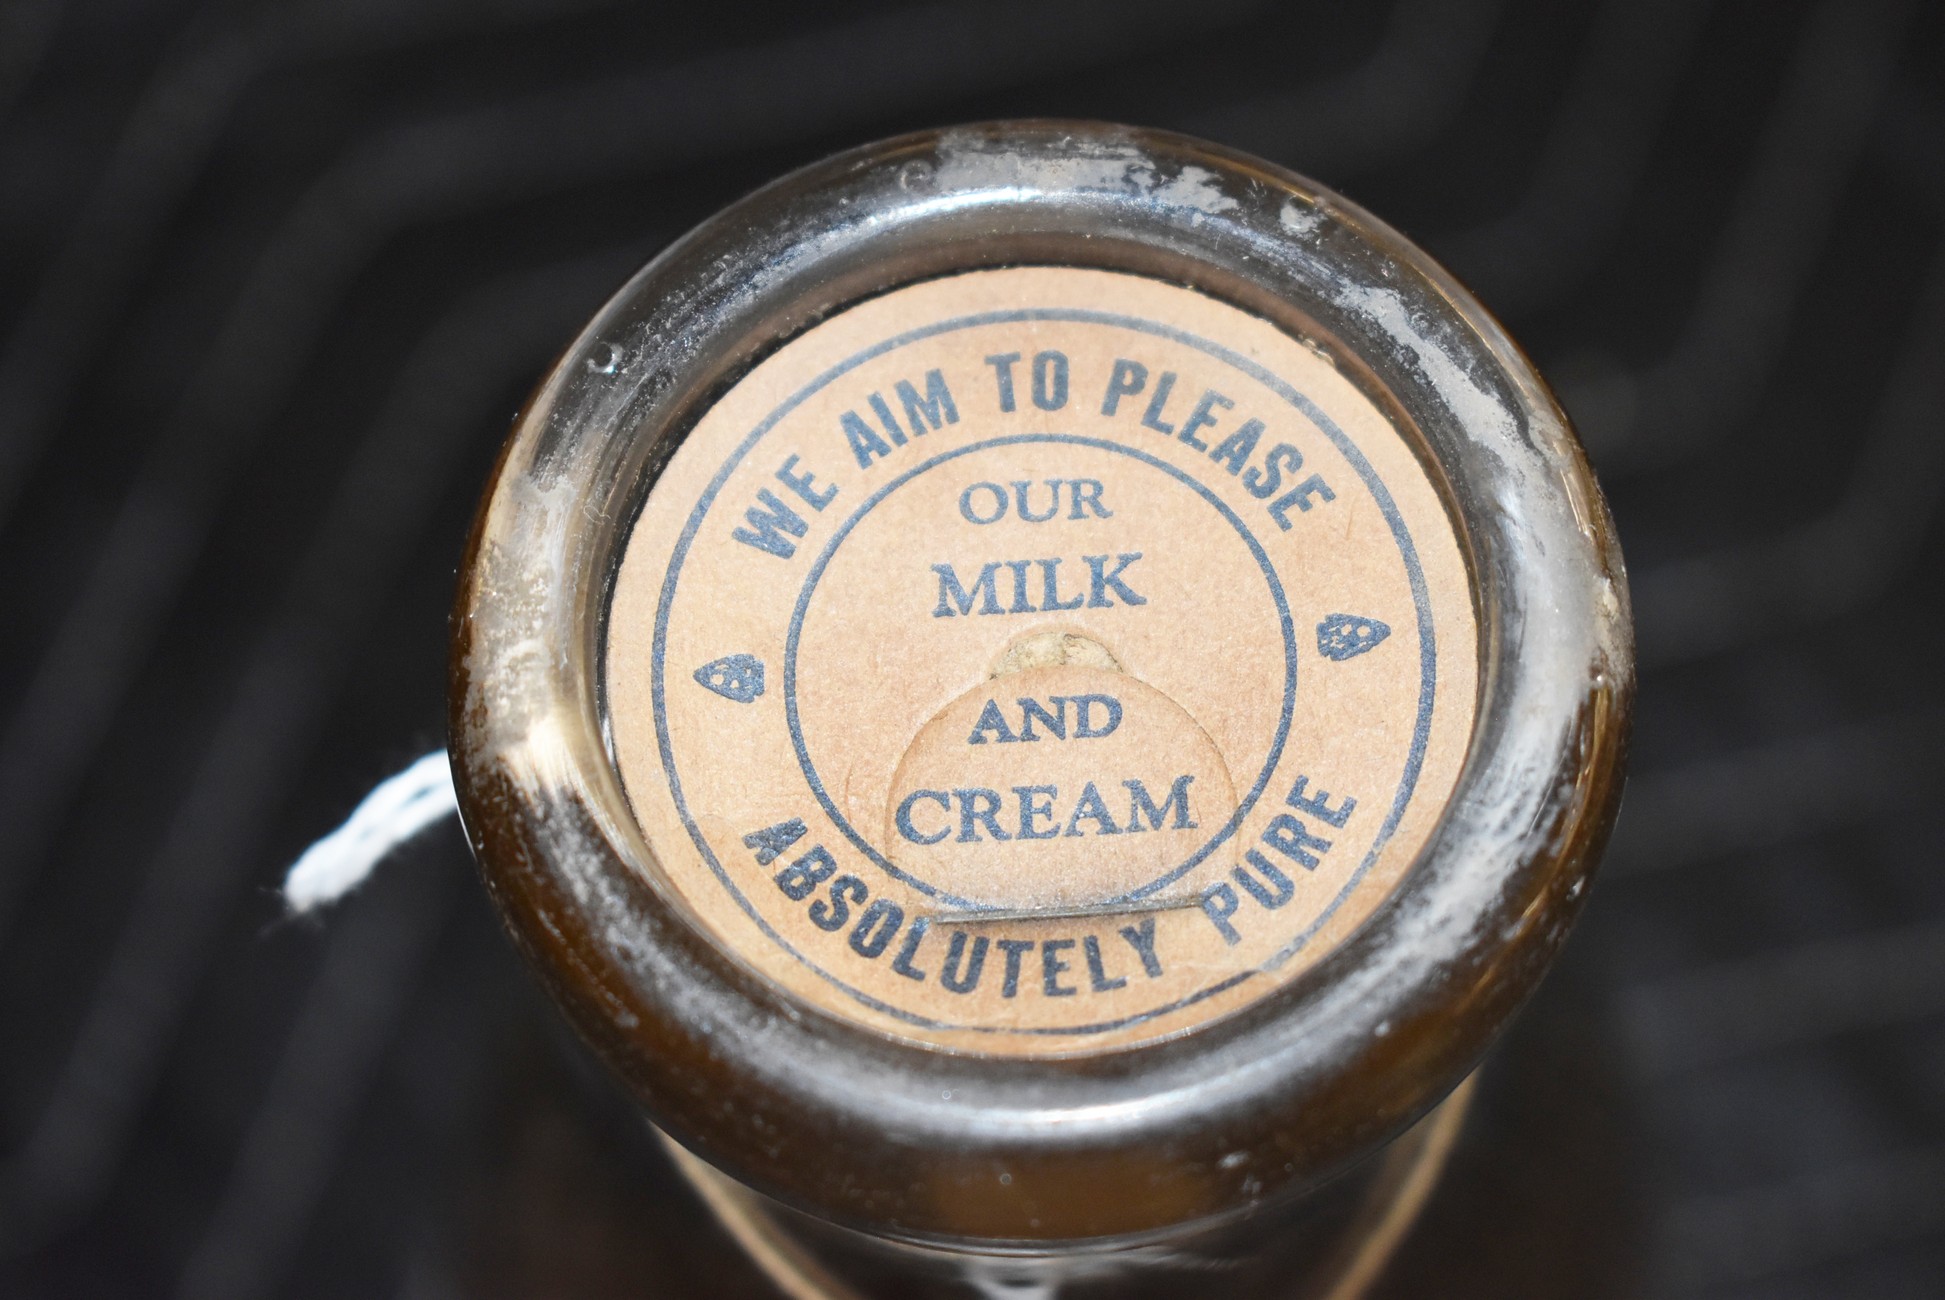 WE AIM TO PLEASE
OUR
MILK
AND
CREAM
ABSOLUTELY PURE